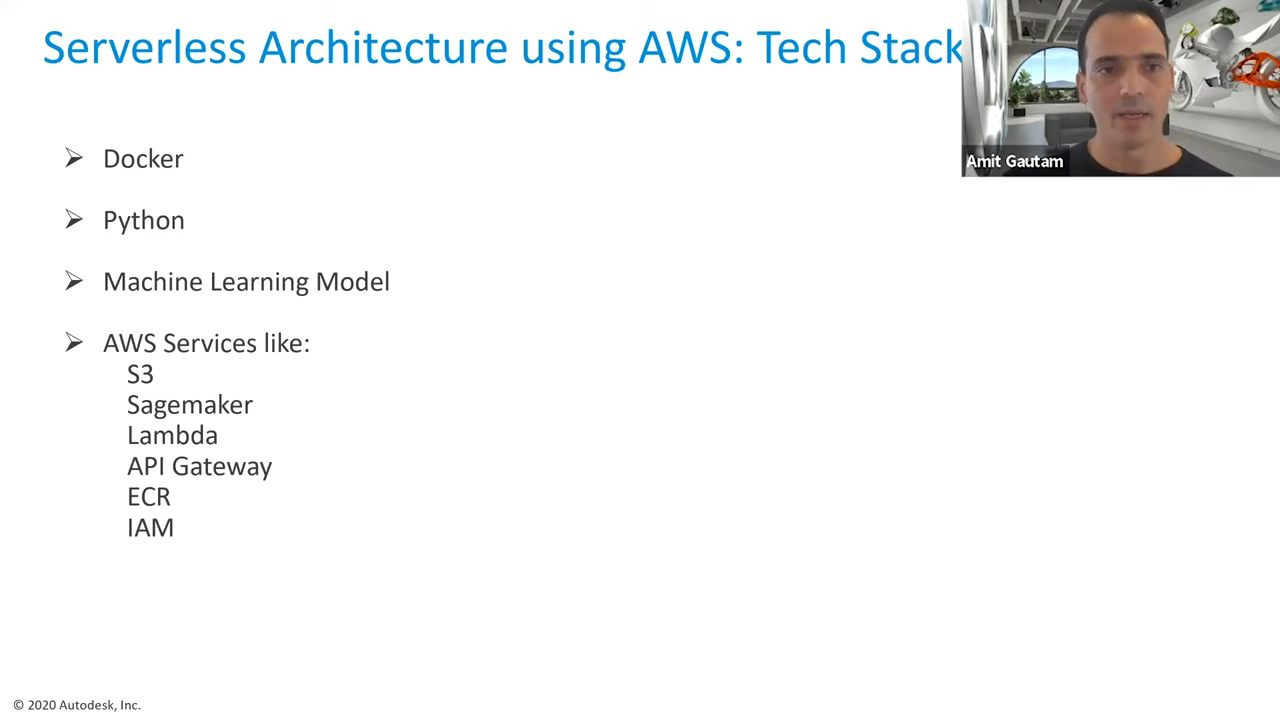 Serverless Architecture using AWS: Tech Stack
Amit Gautam
➢ Docker
➢ Python
➢ Machine Learning Model
➢ AWS Services like:
S3
Sagemaker
Lambda
API Gateway
ECR
IAM
© 2020 Autodesk, Inc.